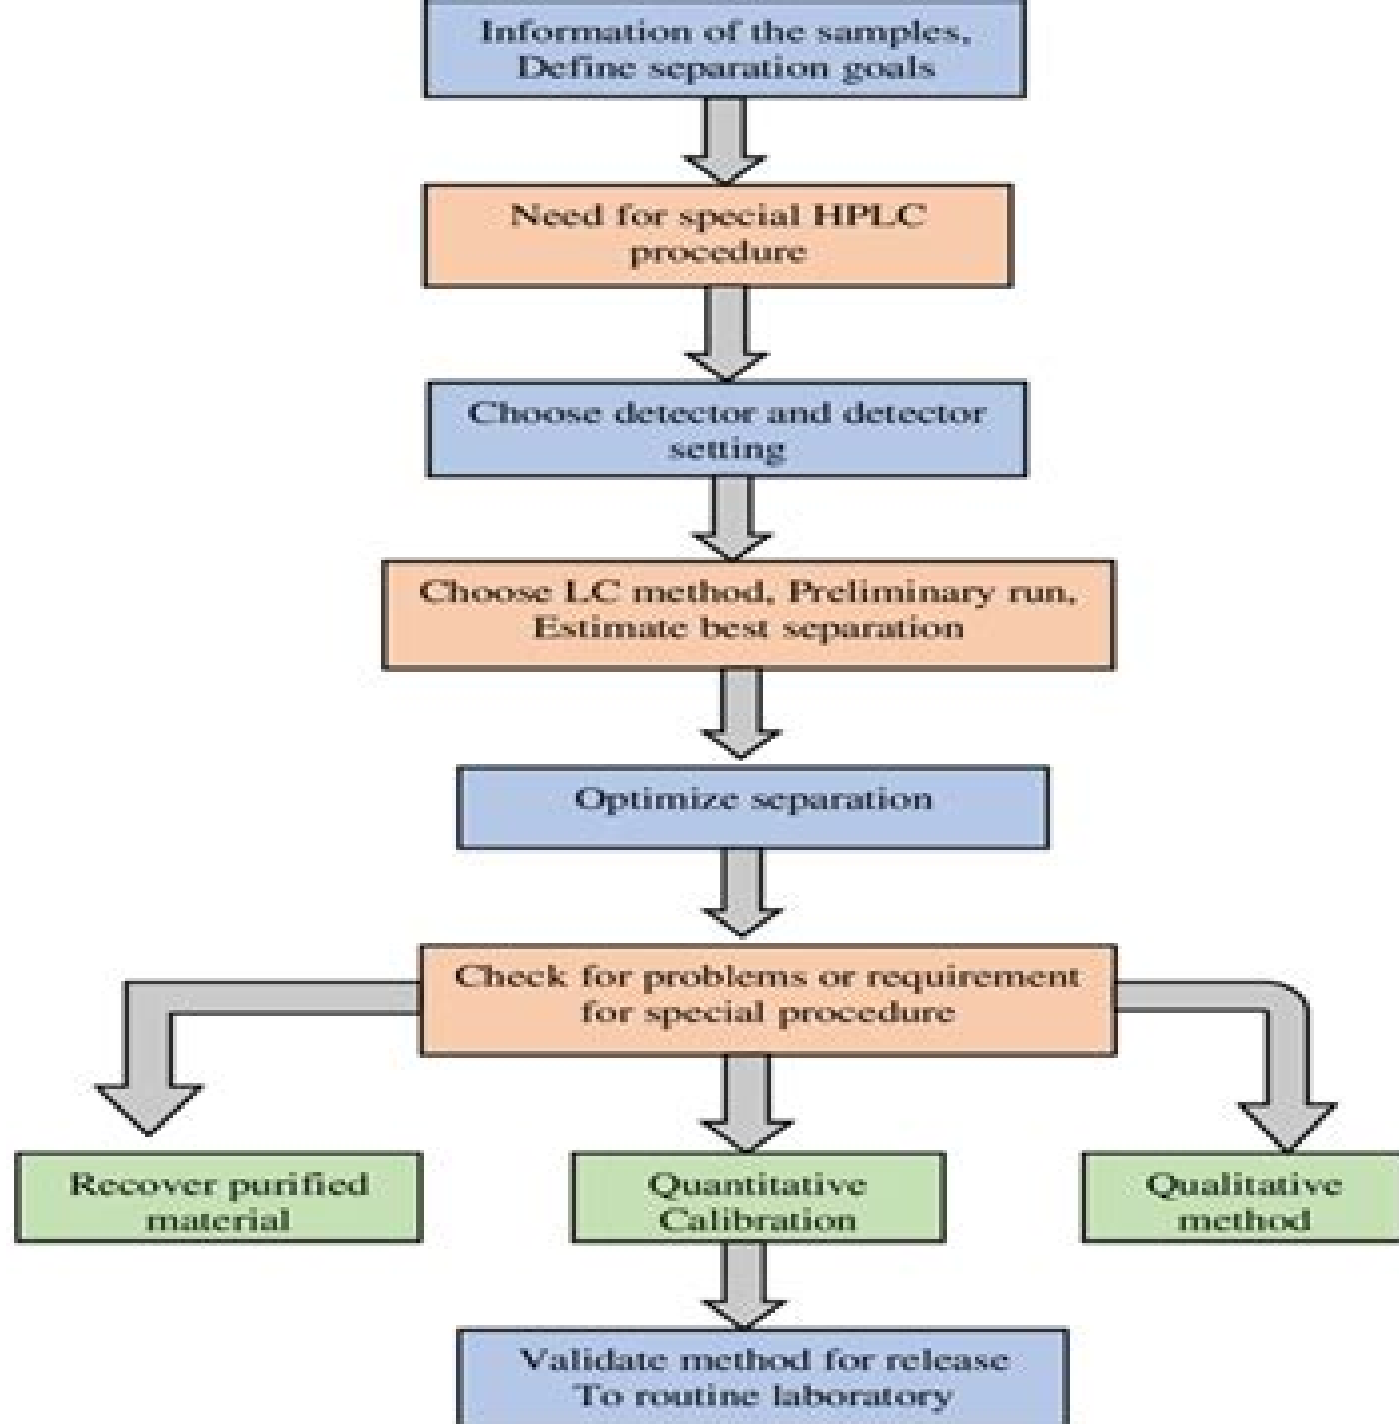 Information of the samples,
Define separation goals
Need for special HPLC
procedure
Choose detector and detector
setting
Choose LC method, Preliminary run,
Estimate best separation
Optimize separation
Check for problems or requirement
for special procedure
Recover purified
material
Quantitative
Calibration
Qualitative
method
Validate method for release
To routine laboratory